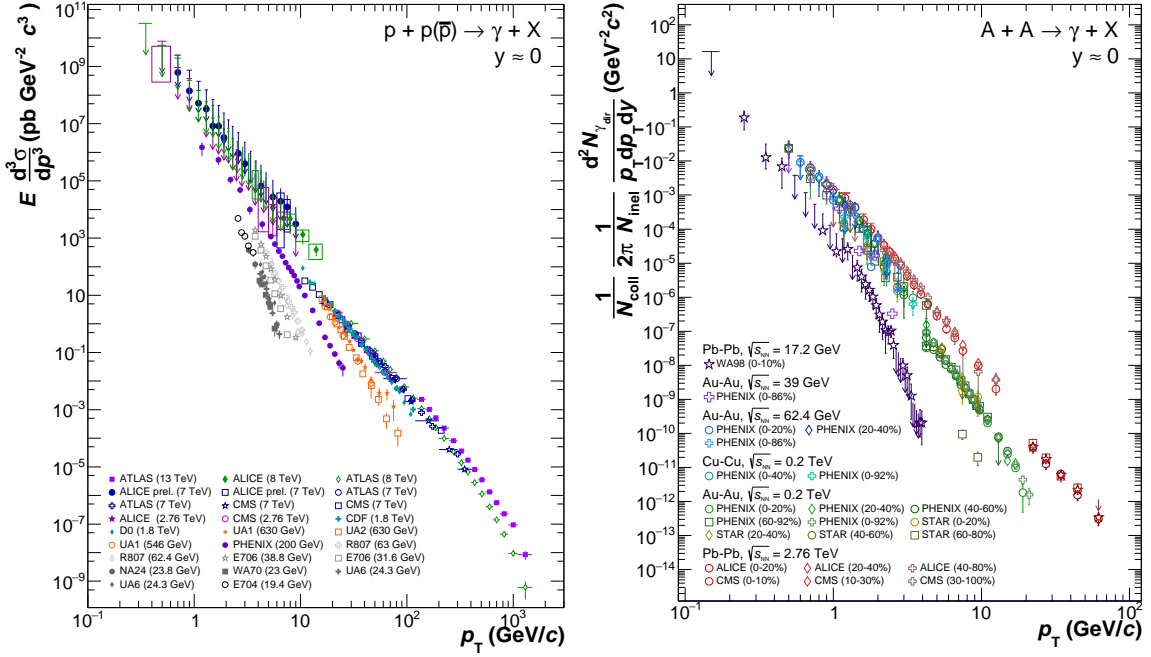 p + p(p̅) → γ + X
y ≈ 0
E d³σ/dp³ (pb GeV⁻² c³)
10⁹
10⁷
10⁵
10³
10
10⁻¹
10⁻³
10⁻⁵
10⁻⁷
10⁻⁹
ATLAS (13 TeV) ALICE (8 TeV) ATLAS (8 TeV)
ALICE prel. (7 TeV) ALICE prel. (7 TeV) ATLAS (7 TeV)
ATLAS (7 TeV) CMS (7 TeV) CMS (7 TeV)
ALICE (2.76 TeV) CMS (2.76 TeV) CDF (1.8 TeV)
D0 (1.8 TeV) UA1 (630 GeV) UA2 (630 GeV)
UA1 (546 GeV) PHENIX (200 GeV) R807 (63 GeV)
R807 (62.4 GeV) E706 (38.8 GeV) E706 (31.6 GeV)
NA24 (23.8 GeV) WA70 (23 GeV) UA6 (24.3 GeV)
UA6 (24.3 GeV) E704 (19.4 GeV)
10⁻¹ 1 10 10² 10³
p_T (GeV/c)
A + A → γ + X
y ≈ 0
1/N_coll 1/2π 1/N_inel d²N_γdir/p_T dp_T dy (GeV⁻²c²)
10²
10
1
10⁻¹
10⁻²
10⁻³
10⁻⁴
10⁻⁵
10⁻⁶
10⁻⁷
10⁻⁸
10⁻⁹
10⁻¹⁰
10⁻¹¹
10⁻¹²
10⁻¹³
10⁻¹⁴
Pb-Pb, √s_NN = 17.2 GeV
WA98 (0-10%)
Au-Au, √s_NN = 39 GeV
PHENIX (0-86%)
Au-Au, √s_NN = 62.4 GeV
PHENIX (0-20%) PHENIX (20-40%)
PHENIX (0-86%)
Cu-Cu, √s_NN = 0.2 TeV
PHENIX (0-40%) PHENIX (0-92%)
Au-Au, √s_NN = 0.2 TeV
PHENIX (0-20%) PHENIX (20-40%) PHENIX (40-60%)
PHENIX (60-92%) PHENIX (0-92%) STAR (0-20%)
STAR (20-40%) STAR (40-60%) STAR (60-80%)
Pb-Pb, √s_NN = 2.76 TeV
ALICE (0-20%) ALICE (20-40%) ALICE (40-80%)
CMS (0-10%) CMS (10-30%) CMS (30-100%)
10⁻¹ 1 10 10²
p_T (GeV/c)